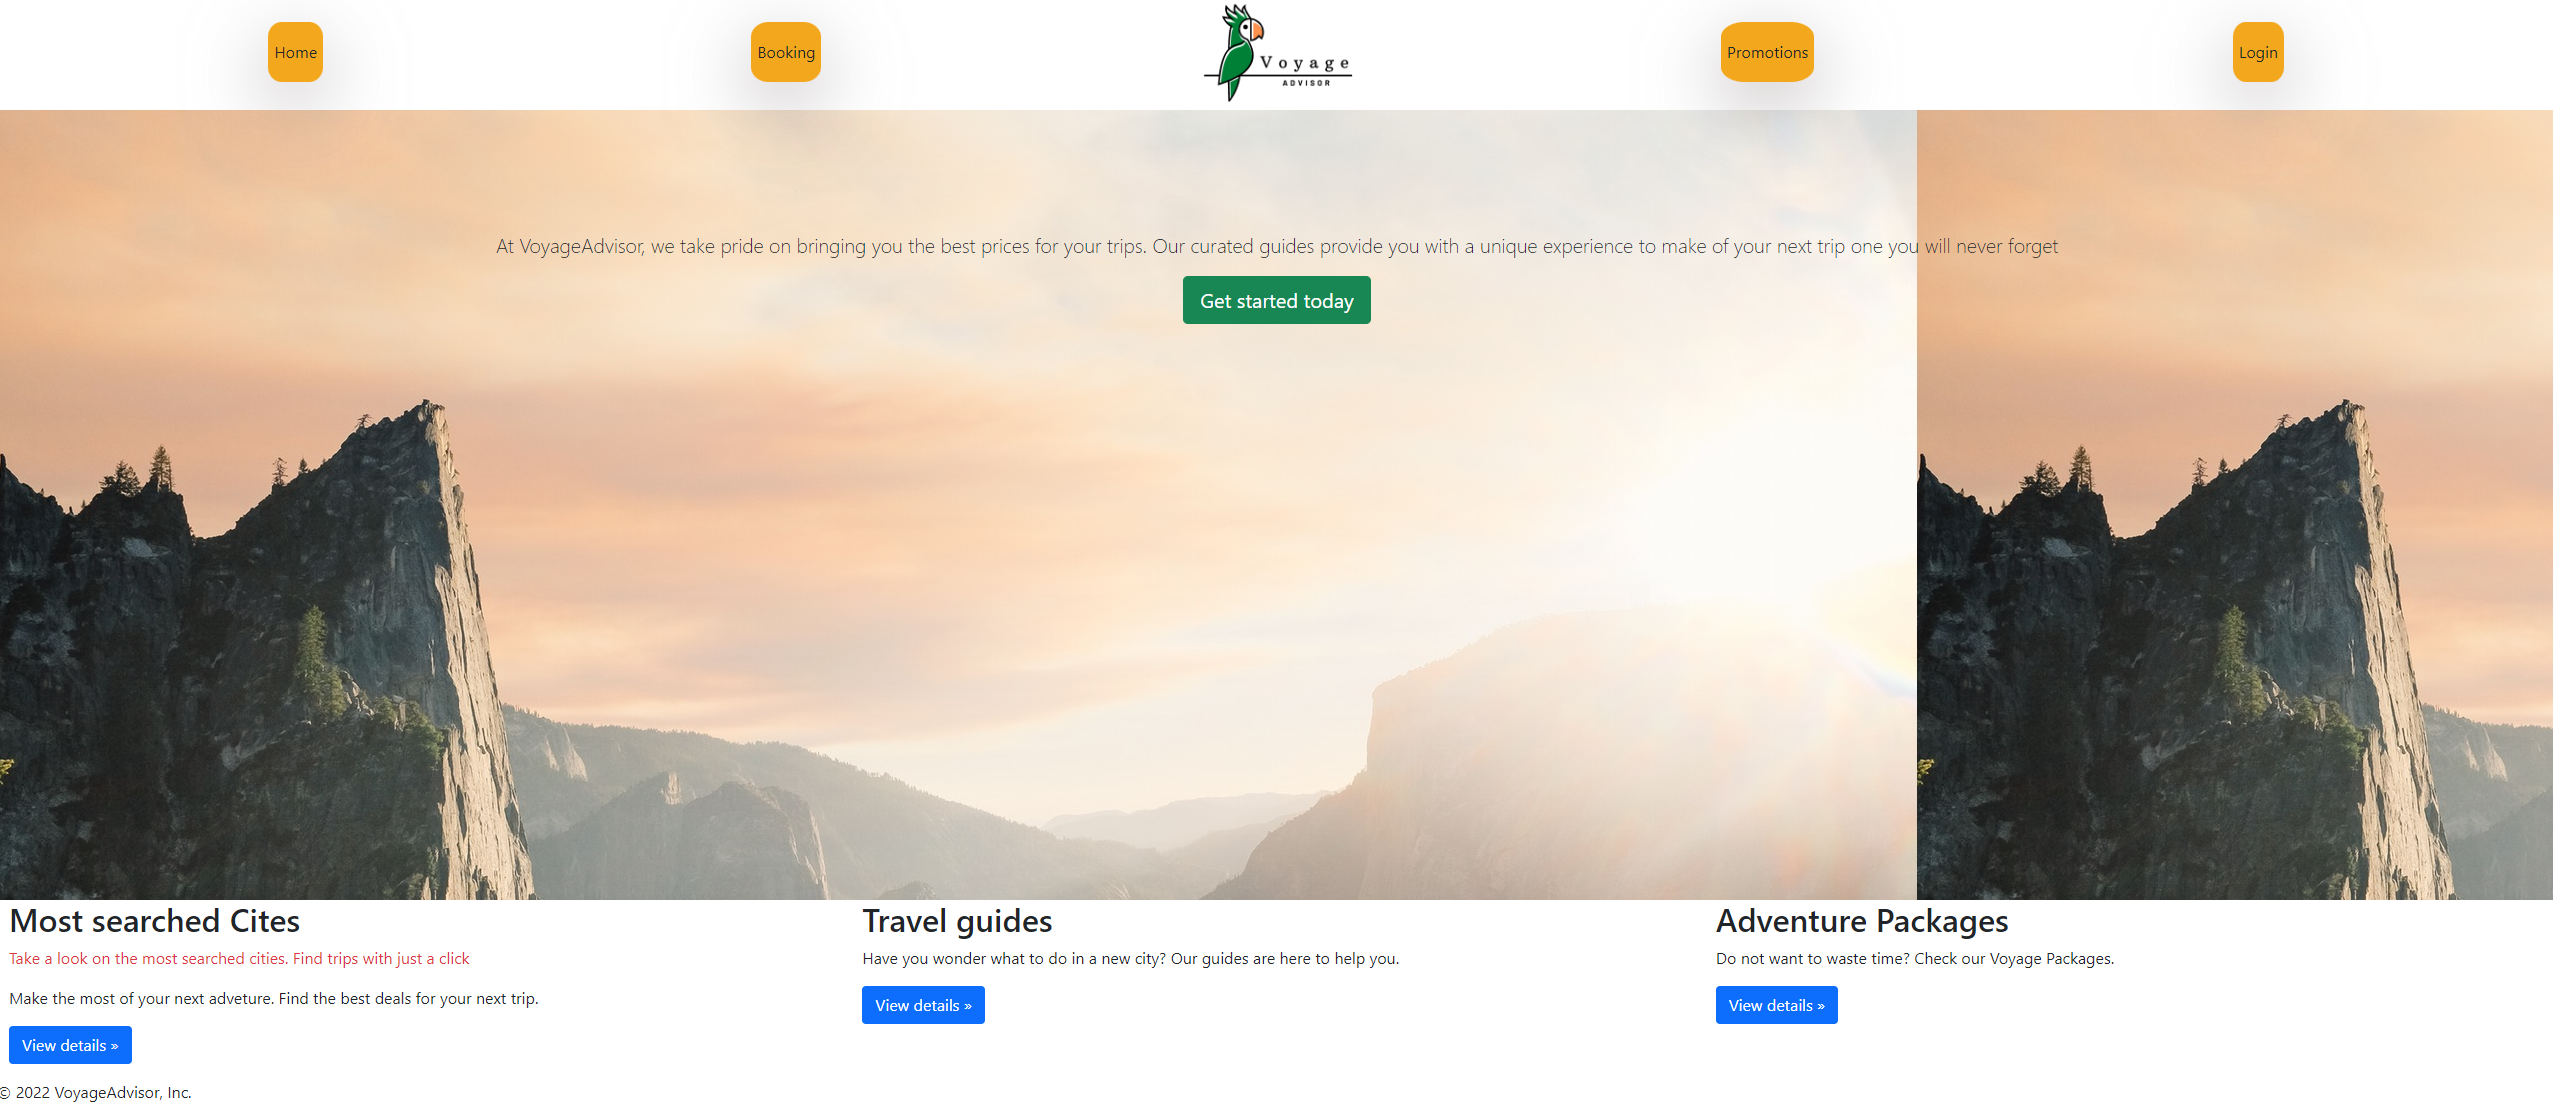 Home
Booking
Voyage
ADVISOR
Promotions
Login
At VoyageAdvisor, we take pride on bringing you the best prices for your trips. Our curated guides provide you with a unique experience to make of your next trip one you will never forget
Get started today
Most searched Cites
Take a look on the most searched cities. Find trips with just a click
Make the most of your next adveture. Find the best deals for your next trip.
View details »
Travel guides
Have you wonder what to do in a new city? Our guides are here to help you.
View details »
Adventure Packages
Do not want to waste time? Check our Voyage Packages.
View details »
© 2022 VoyageAdvisor, Inc.